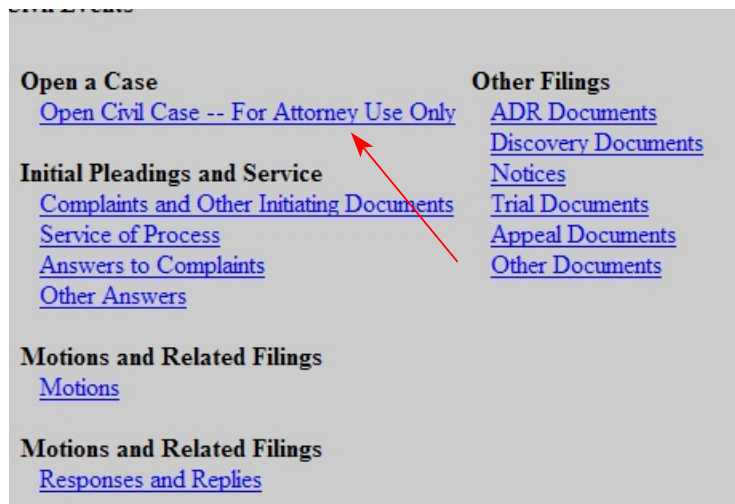 Open a Case
Open Civil Case -- For Attorney Use Only
Initial Pleadings and Service
Complaints and Other Initiating Documents
Service of Process
Answers to Complaints
Other Answers
Motions and Related Filings
Motions
Motions and Related Filings
Responses and Replies
Other Filings
ADR Documents
Discovery Documents
Notices
Trial Documents
Appeal Documents
Other Documents